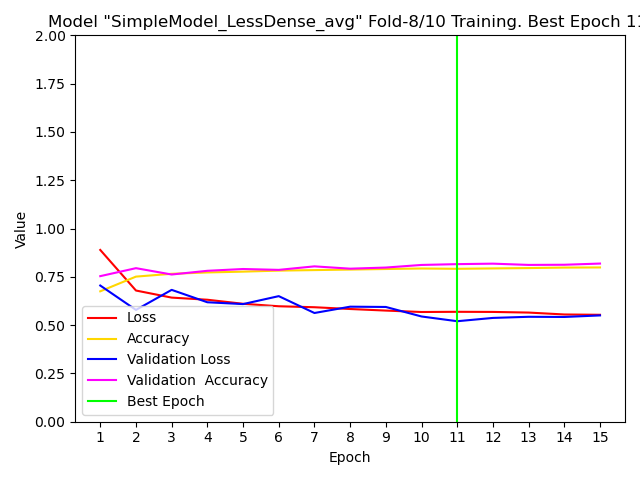 Model "SimpleModel_LessDense_avg" Fold-8/10 Training. Best Epoch 11
2.00
1.75
1.50
1.25
1.00
0.75
0.50
0.25
0.00
Value
Loss
Accuracy
Validation Loss
Validation  Accuracy
Best Epoch
1 2 3 4 5 6 7 8 9 10 11 12 13 14 15
Epoch